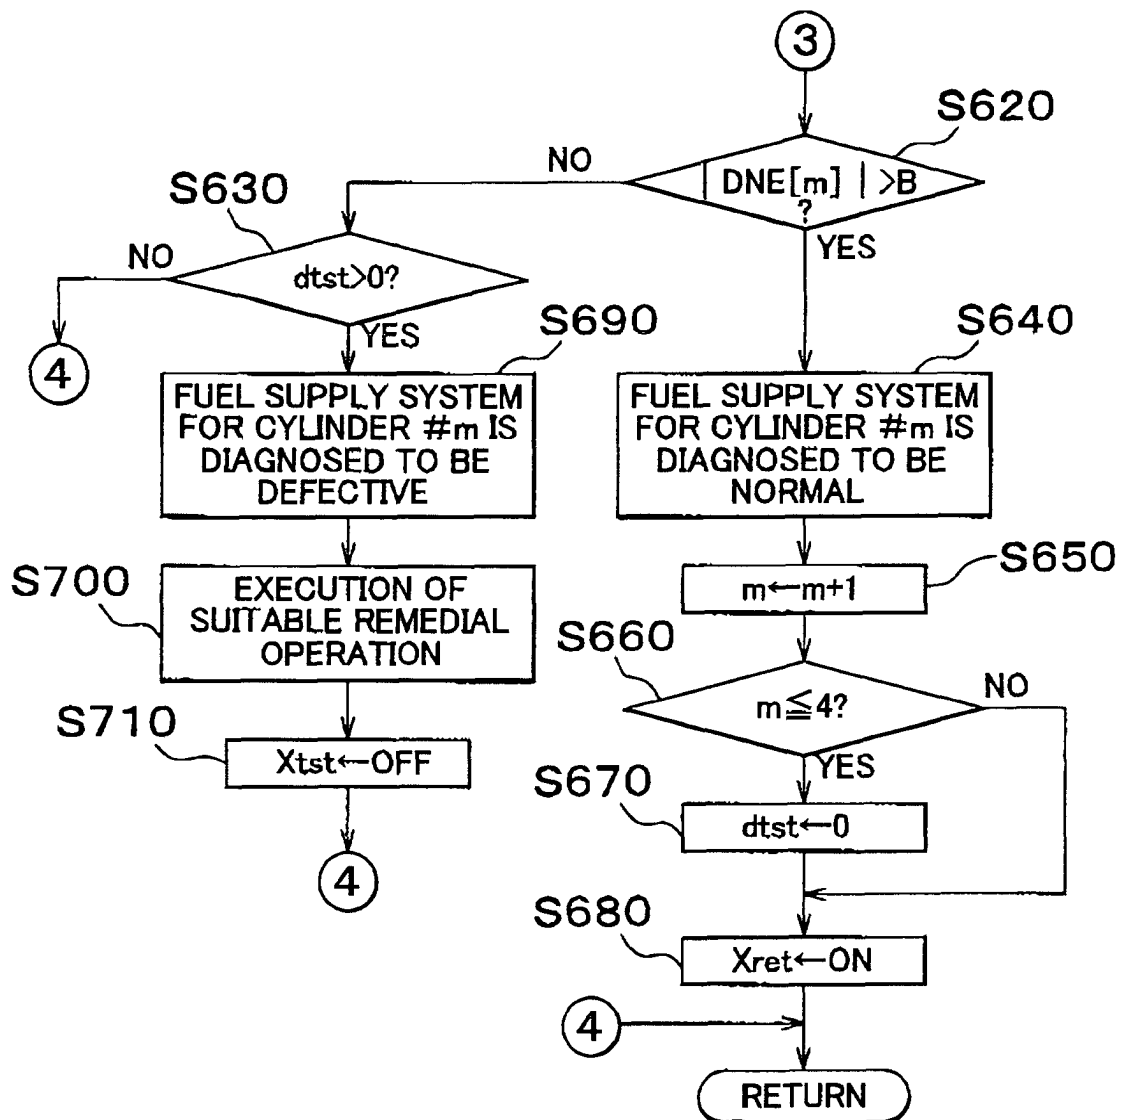 3
S620
| DNE[m] | >B
?
NO
YES
S630
dtst>0?
NO
YES
4
S690
FUEL SUPPLY SYSTEM
FOR CYLINDER #m IS
DIAGNOSED TO BE
DEFECTIVE
S640
FUEL SUPPLY SYSTEM
FOR CYLINDER #m IS
DIAGNOSED TO BE
NORMAL
S700
EXECUTION OF
SUITABLE REMEDIAL
OPERATION
S650
m←m+1
S660
m≦4?
NO
YES
S710
Xtst←OFF
4
S670
dtst←0
S680
Xret←ON
4
RETURN